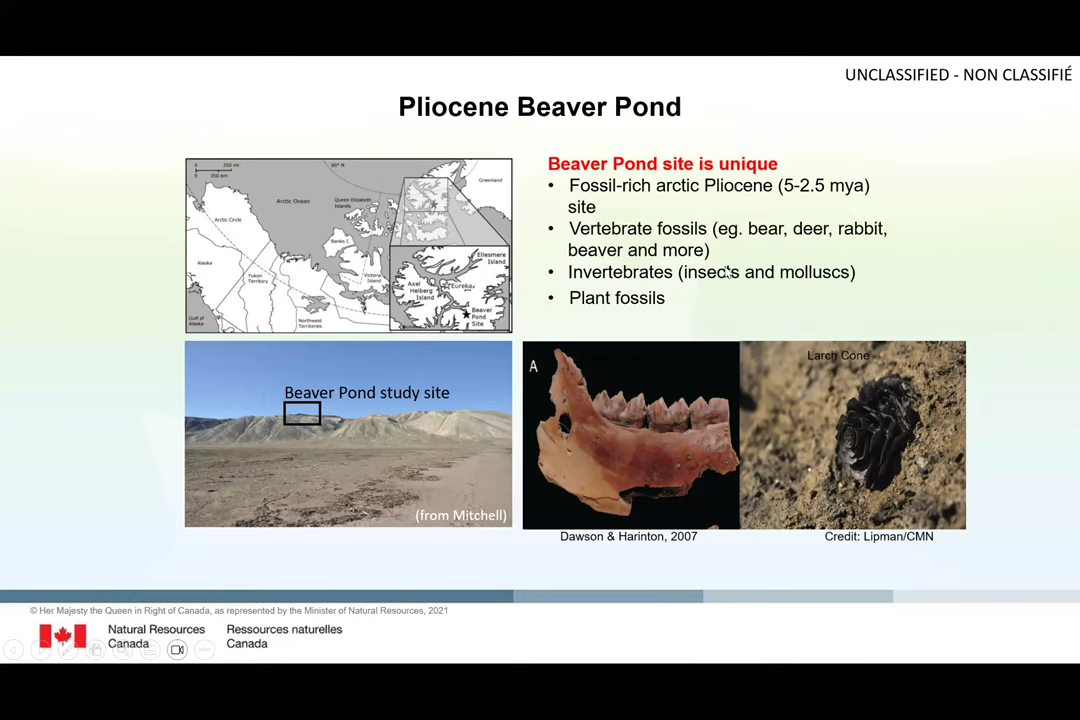 UNCLASSIFIED - NON CLASSIFIÉ
Pliocene Beaver Pond
Beaver Pond site is unique
• Fossil-rich arctic Pliocene (5-2.5 mya)
site
• Vertebrate fossils (eg. bear, deer, rabbit,
beaver and more)
• Invertebrates (insects and molluscs)
• Plant fossils
Greenland
Arctic Ocean
Queen Elizabeth
Islands
Arctic Circle
Banks I.
Alaska
Yukon
Territory
Victoria
Island
Northwest
Territories
Gulf of
Alaska
Ellesmere
Island
Axel
Heiberg
Island
Eureka
Beaver
Pond
Site
Beaver Pond study site
(from Mitchell)
A
Larch Cone
Dawson & Harinton, 2007
Credit: Lipman/CMN
© Her Majesty the Queen in Right of Canada, as represented by the Minister of Natural Resources, 2021
Natural Resources
Canada
Ressources naturelles
Canada